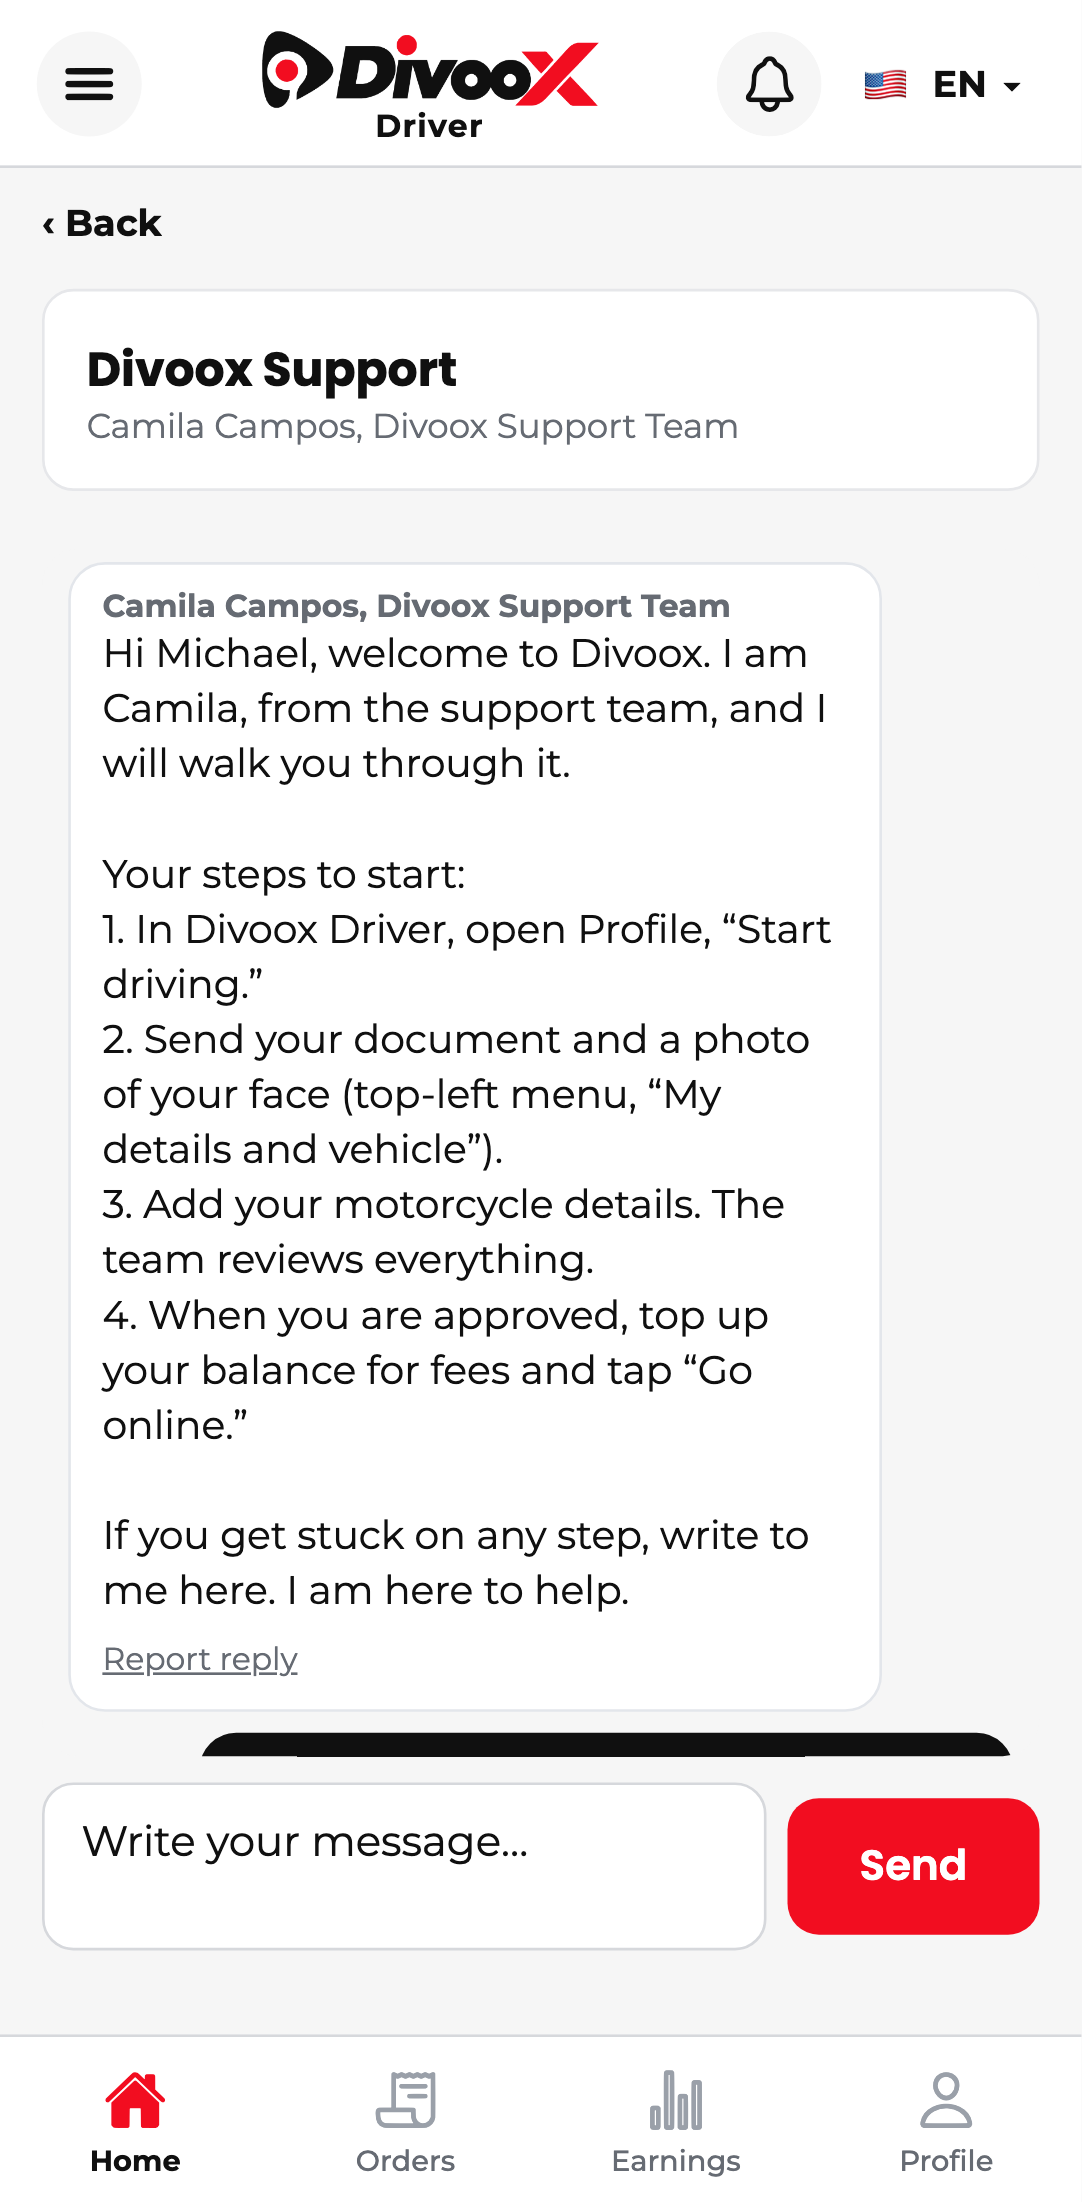 DivooX
Driver
EN
‹ Back
Divoox Support
Camila Campos, Divoox Support Team
Camila Campos, Divoox Support Team
Hi Michael, welcome to Divoox. I am
Camila, from the support team, and I
will walk you through it.
Your steps to start:
1. In Divoox Driver, open Profile, “Start
driving.”
2. Send your document and a photo
of your face (top-left menu, “My
details and vehicle”).
3. Add your motorcycle details. The
team reviews everything.
4. When you are approved, top up
your balance for fees and tap “Go
online.”
If you get stuck on any step, write to
me here. I am here to help.
Report reply
Write your message...
Send
Home
Orders
Earnings
Profile